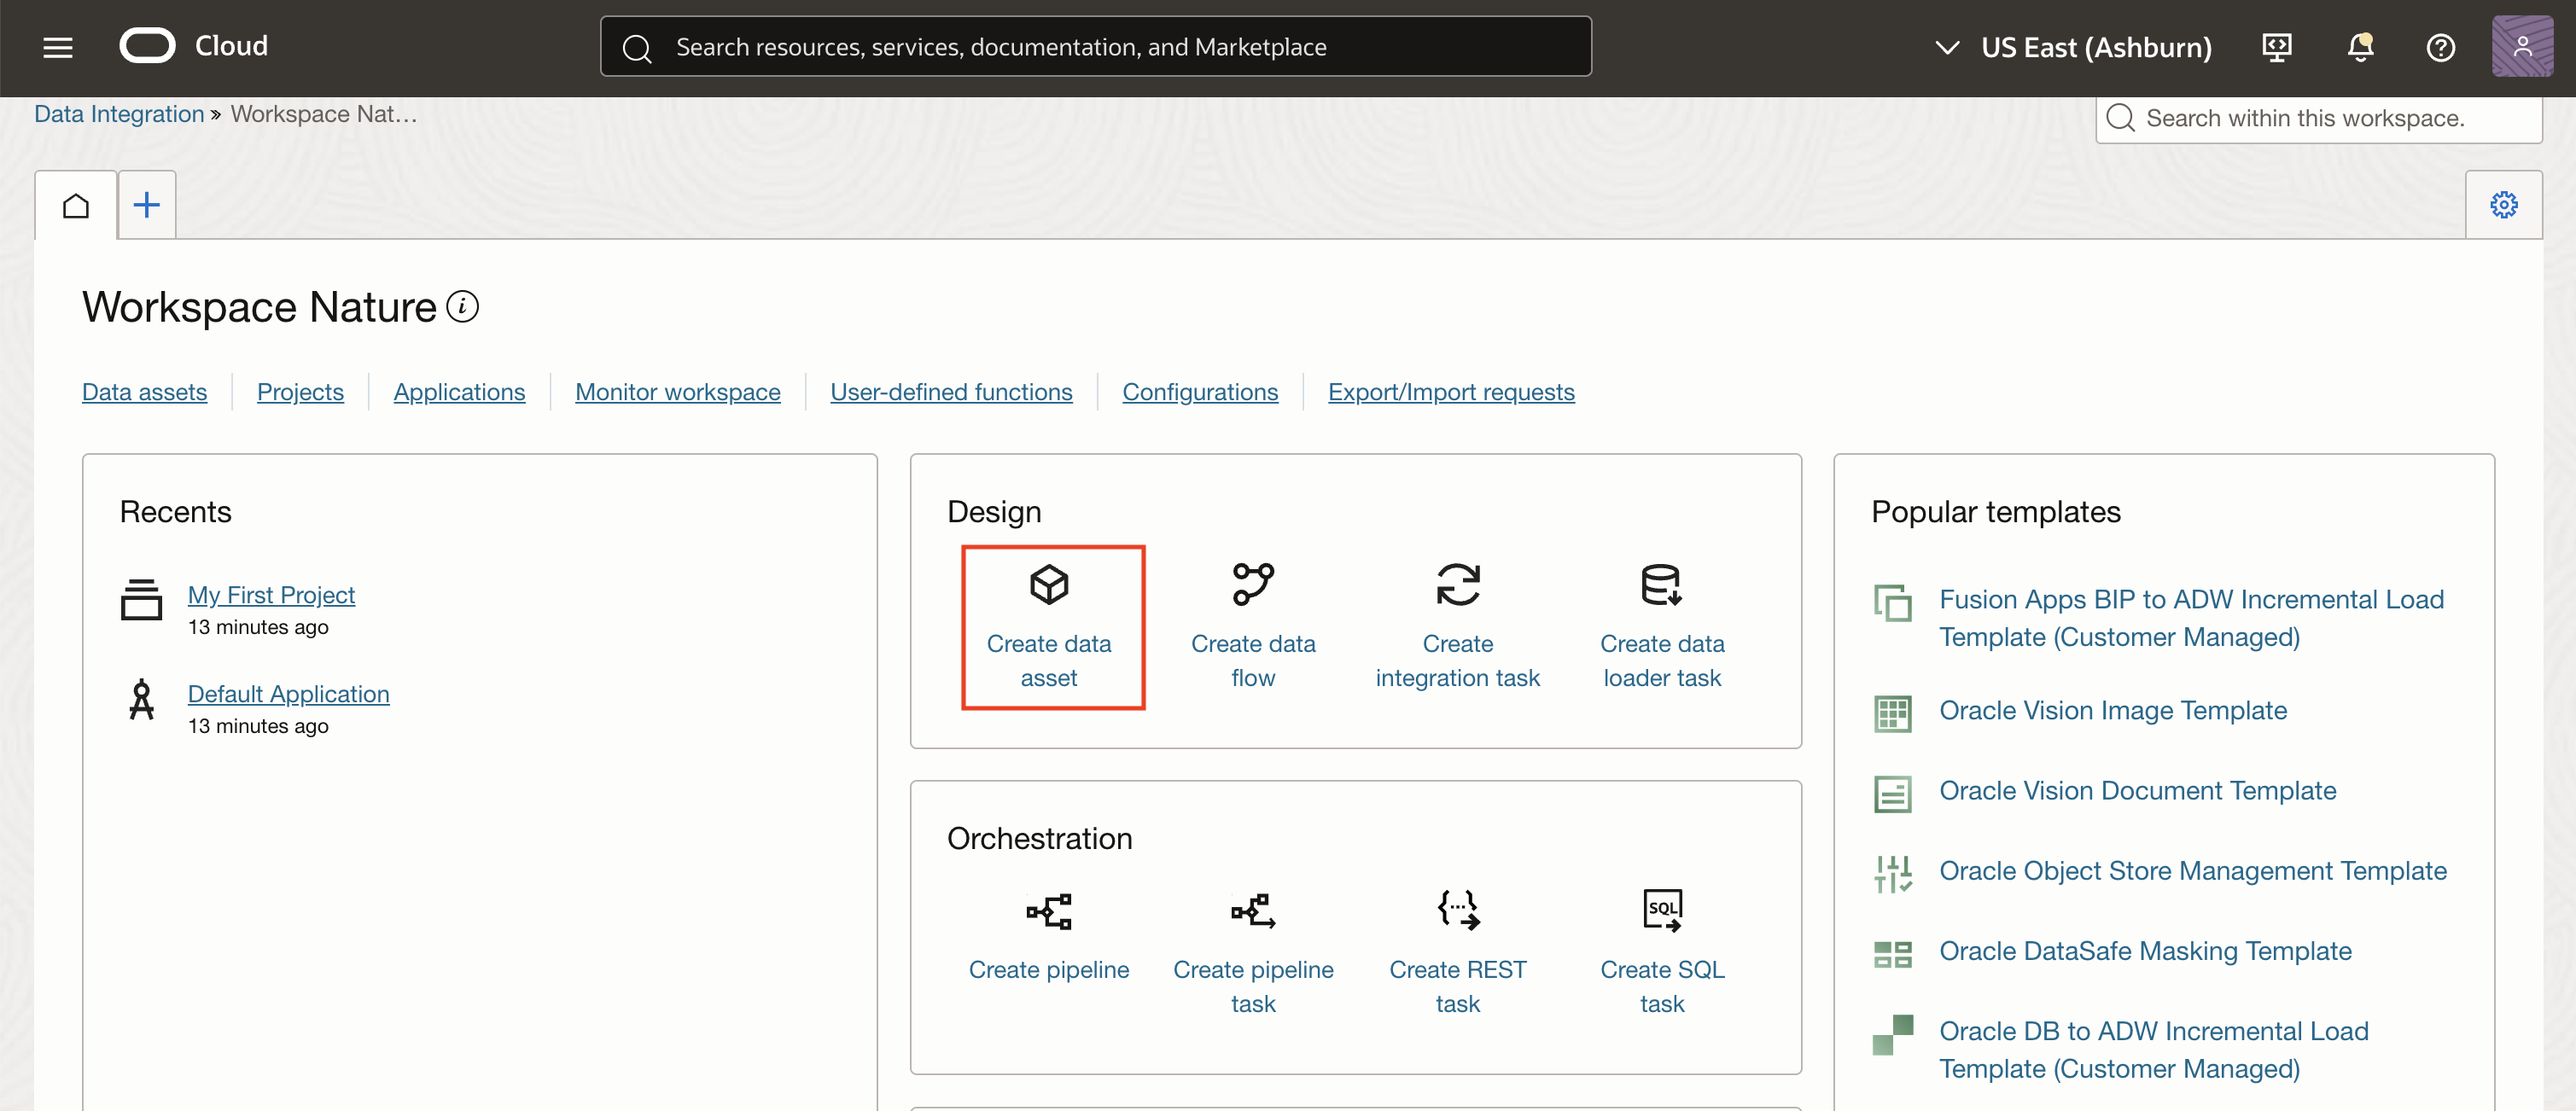 Cloud
Search resources, services, documentation, and Marketplace
US East (Ashburn)
Data Integration » Workspace Nat...
Search within this workspace.
Workspace Nature
Data assets
Projects
Applications
Monitor workspace
User-defined functions
Configurations
Export/Import requests
Recents
My First Project
13 minutes ago
Default Application
13 minutes ago
Design
Create data
asset
Create data
flow
Create
integration task
Create data
loader task
Orchestration
Create pipeline
Create pipeline
task
Create REST
task
SQL
Create SQL
task
Popular templates
Fusion Apps BIP to ADW Incremental Load
Template (Customer Managed)
Oracle Vision Image Template
Oracle Vision Document Template
Oracle Object Store Management Template
Oracle DataSafe Masking Template
Oracle DB to ADW Incremental Load
Template (Customer Managed)